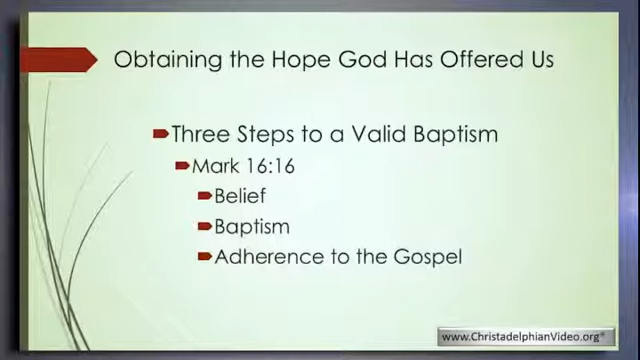 Obtaining the Hope God Has Offered Us
Three Steps to a Valid Baptism
Mark 16:16
Belief
Baptism
Adherence to the Gospel
www.ChristadelphianVideo.org®